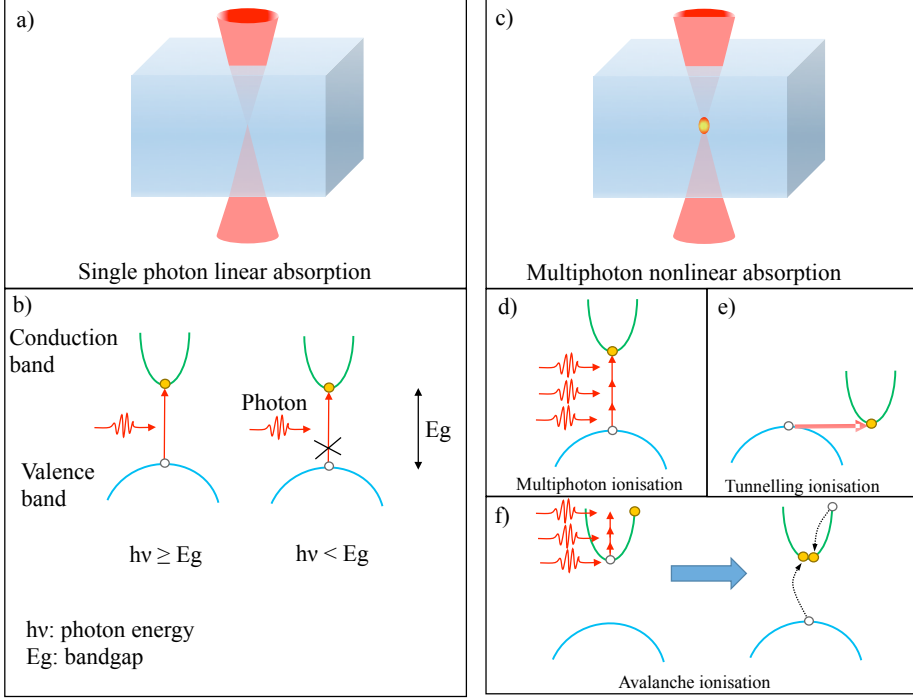 a)
Single photon linear absorption
b)
Conduction
band
Photon
Eg
Valence
band
hν ≥ Eg
hν < Eg
hν: photon energy
Eg: bandgap
c)
Multiphoton nonlinear absorption
d)
Multiphoton ionisation
e)
Tunnelling ionisation
f)
Avalanche ionisation